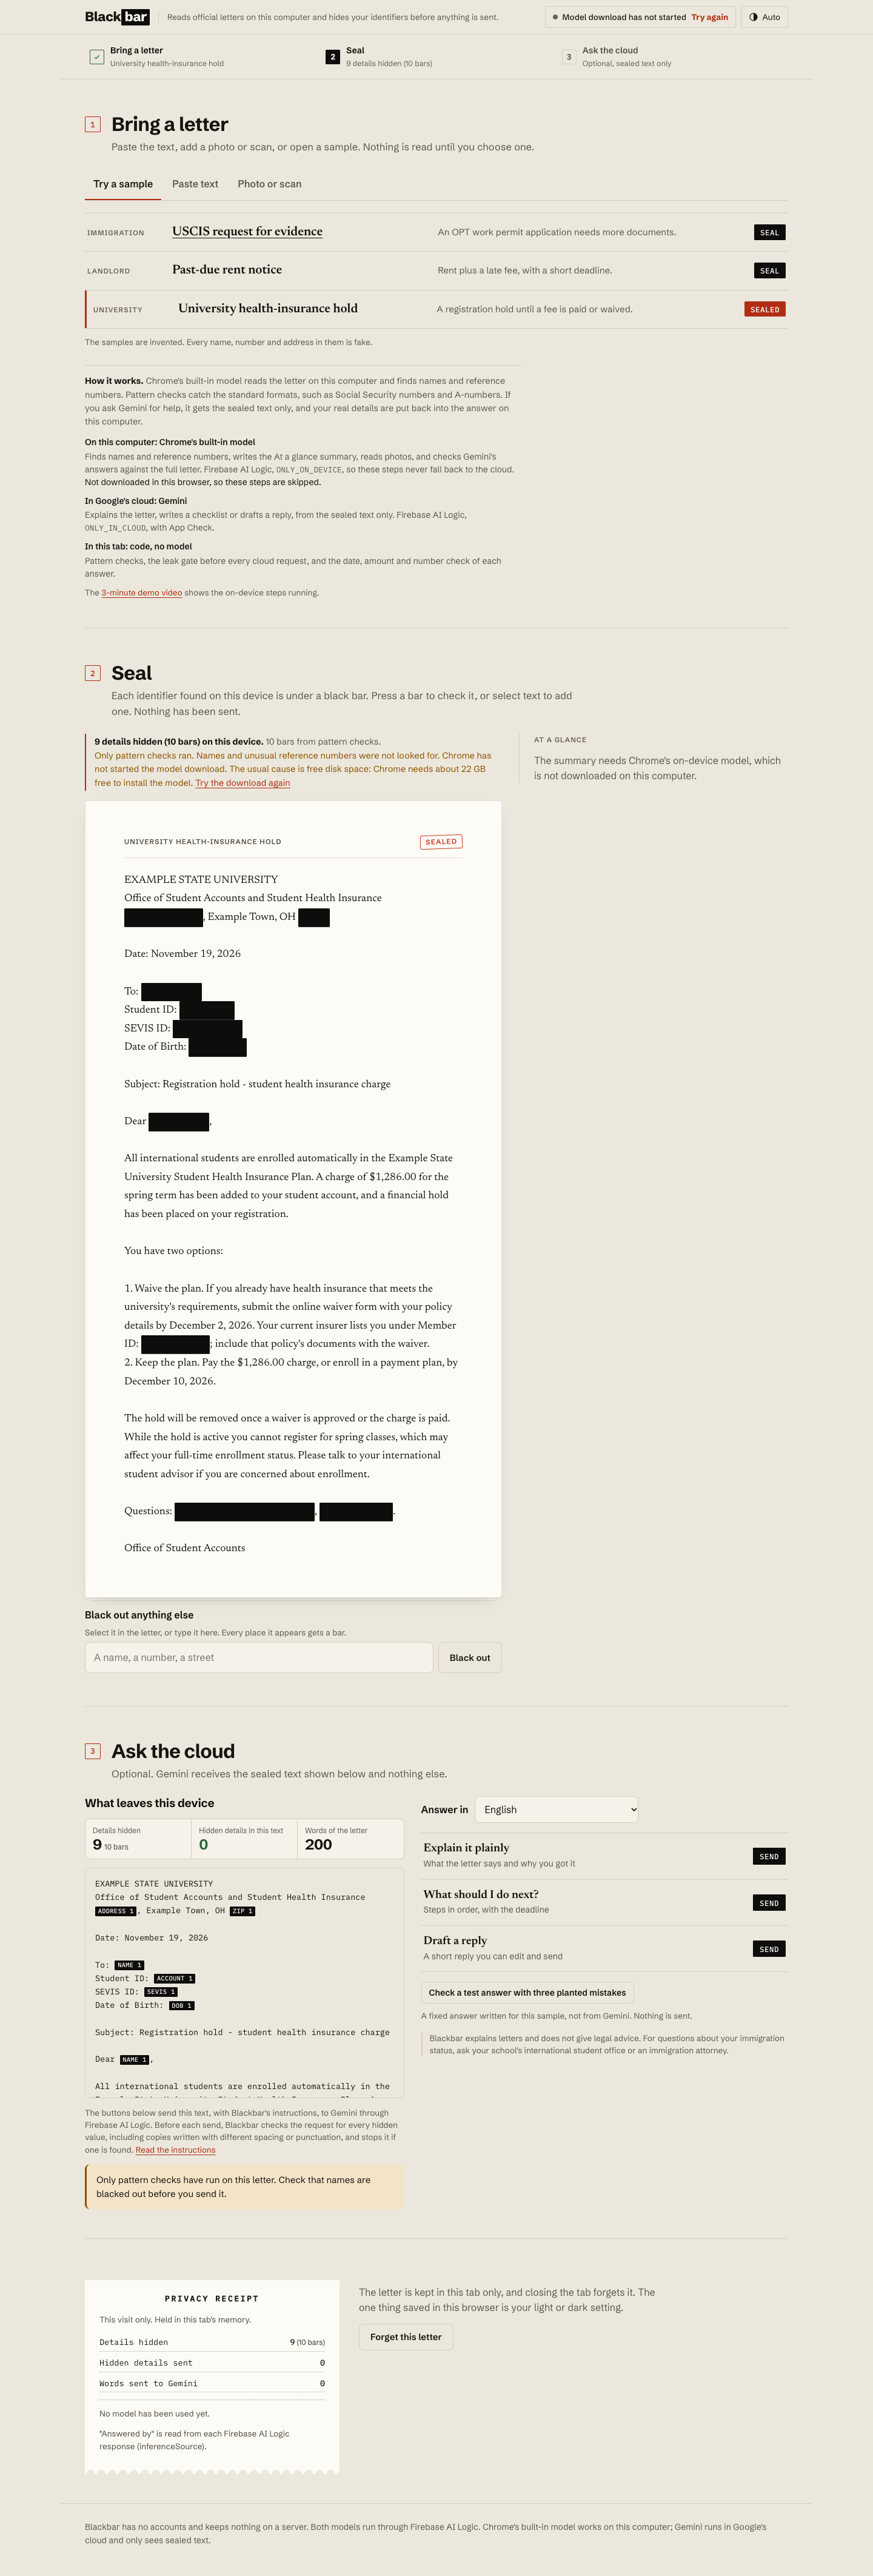 Blackbar
Reads official letters on this computer and hides your identifiers before anything is sent.
Model download has not started Try again
Auto
Bring a letter
University health-insurance hold
2
Seal
9 details hidden (10 bars)
3
Ask the cloud
Optional, sealed text only
1
Bring a letter
Paste the text, add a photo or scan, or open a sample. Nothing is read until you choose one.
Try a sample
Paste text
Photo or scan
IMMIGRATION
USCIS request for evidence
An OPT work permit application needs more documents.
SEAL
LANDLORD
Past-due rent notice
Rent plus a late fee, with a short deadline.
SEAL
UNIVERSITY
University health-insurance hold
A registration hold until a fee is paid or waived.
SEALED
The samples are invented. Every name, number and address in them is fake.
How it works. Chrome's built-in model reads the letter on this computer and finds names and reference
numbers. Pattern checks catch the standard formats, such as Social Security numbers and A-numbers. If
you ask Gemini for help, it gets the sealed text only, and your real details are put back into the answer on
this computer.
On this computer: Chrome's built-in model
Finds names and reference numbers, writes the At a glance summary, reads photos, and checks Gemini's
answers against the full letter. Firebase AI Logic, ONLY_ON_DEVICE, so these steps never fall back to the cloud.
Not downloaded in this browser, so these steps are skipped.
In Google's cloud: Gemini
Explains the letter, writes a checklist or drafts a reply, from the sealed text only. Firebase AI Logic,
ONLY_IN_CLOUD, with App Check.
In this tab: code, no model
Pattern checks, the leak gate before every cloud request, and the date, amount and number check of each
answer.
The 3-minute demo video shows the on-device steps running.
2
Seal
Each identifier found on this device is under a black bar. Press a bar to check it, or select text to add
one. Nothing has been sent.
9 details hidden (10 bars) on this device. 10 bars from pattern checks.
Only pattern checks ran. Names and unusual reference numbers were not looked for. Chrome has
not started the model download. The usual cause is free disk space: Chrome needs about 22 GB
free to install the model. Try the download again
AT A GLANCE
The summary needs Chrome's on-device model, which
is not downloaded on this computer.
UNIVERSITY HEALTH-INSURANCE HOLD
SEALED
EXAMPLE STATE UNIVERSITY
Office of Student Accounts and Student Health Insurance
, Example Town, OH
Date: November 19, 2026
To:
Student ID:
SEVIS ID:
Date of Birth:
Subject: Registration hold - student health insurance charge
Dear ,
All international students are enrolled automatically in the Example State
University Student Health Insurance Plan. A charge of $1,286.00 for the
spring term has been added to your student account, and a financial hold
has been placed on your registration.
You have two options:
1. Waive the plan. If you already have health insurance that meets the
university's requirements, submit the online waiver form with your policy
details by December 2, 2026. Your current insurer lists you under Member
ID: ; include that policy's documents with the waiver.
2. Keep the plan. Pay the $1,286.00 charge, or enroll in a payment plan, by
December 10, 2026.
The hold will be removed once a waiver is approved or the charge is paid.
While the hold is active you cannot register for spring classes, which may
affect your full-time enrollment status. Please talk to your international
student advisor if you are concerned about enrollment.
Questions: , .
Office of Student Accounts
Black out anything else
Select it in the letter, or type it here. Every place it appears gets a bar.
A name, a number, a street
Black out
3
Ask the cloud
Optional. Gemini receives the sealed text shown below and nothing else.
What leaves this device
Details hidden
9 10 bars
Hidden details in this text
0
Words of the letter
200
EXAMPLE STATE UNIVERSITY
Office of Student Accounts and Student Health Insurance
ADDRESS 1, Example Town, OH ZIP 1
Date: November 19, 2026
To: NAME 1
Student ID: ACCOUNT 1
SEVIS ID: SEVIS 1
Date of Birth: DOB 1
Subject: Registration hold - student health insurance charge
Dear NAME 1,
All international students are enrolled automatically in the
The buttons below send this text, with Blackbar's instructions, to Gemini through
Firebase AI Logic. Before each send, Blackbar checks the request for every hidden
value, including copies written with different spacing or punctuation, and stops it if
one is found. Read the instructions
Only pattern checks have run on this letter. Check that names are
blacked out before you send it.
Answer in
English
Explain it plainly
What the letter says and why you got it
SEND
What should I do next?
Steps in order, with the deadline
SEND
Draft a reply
A short reply you can edit and send
SEND
Check a test answer with three planted mistakes
A fixed answer written for this sample, not from Gemini. Nothing is sent.
Blackbar explains letters and does not give legal advice. For questions about your immigration
status, ask your school's international student office or an immigration attorney.
PRIVACY RECEIPT
This visit only. Held in this tab's memory.
Details hidden 9 (10 bars)
Hidden details sent 0
Words sent to Gemini 0
No model has been used yet.
"Answered by" is read from each Firebase AI Logic
response (inferenceSource).
The letter is kept in this tab only, and closing the tab forgets it. The
one thing saved in this browser is your light or dark setting.
Forget this letter
Blackbar has no accounts and keeps nothing on a server. Both models run through Firebase AI Logic. Chrome's built-in model works on this computer; Gemini runs in Google's
cloud and only sees sealed text.